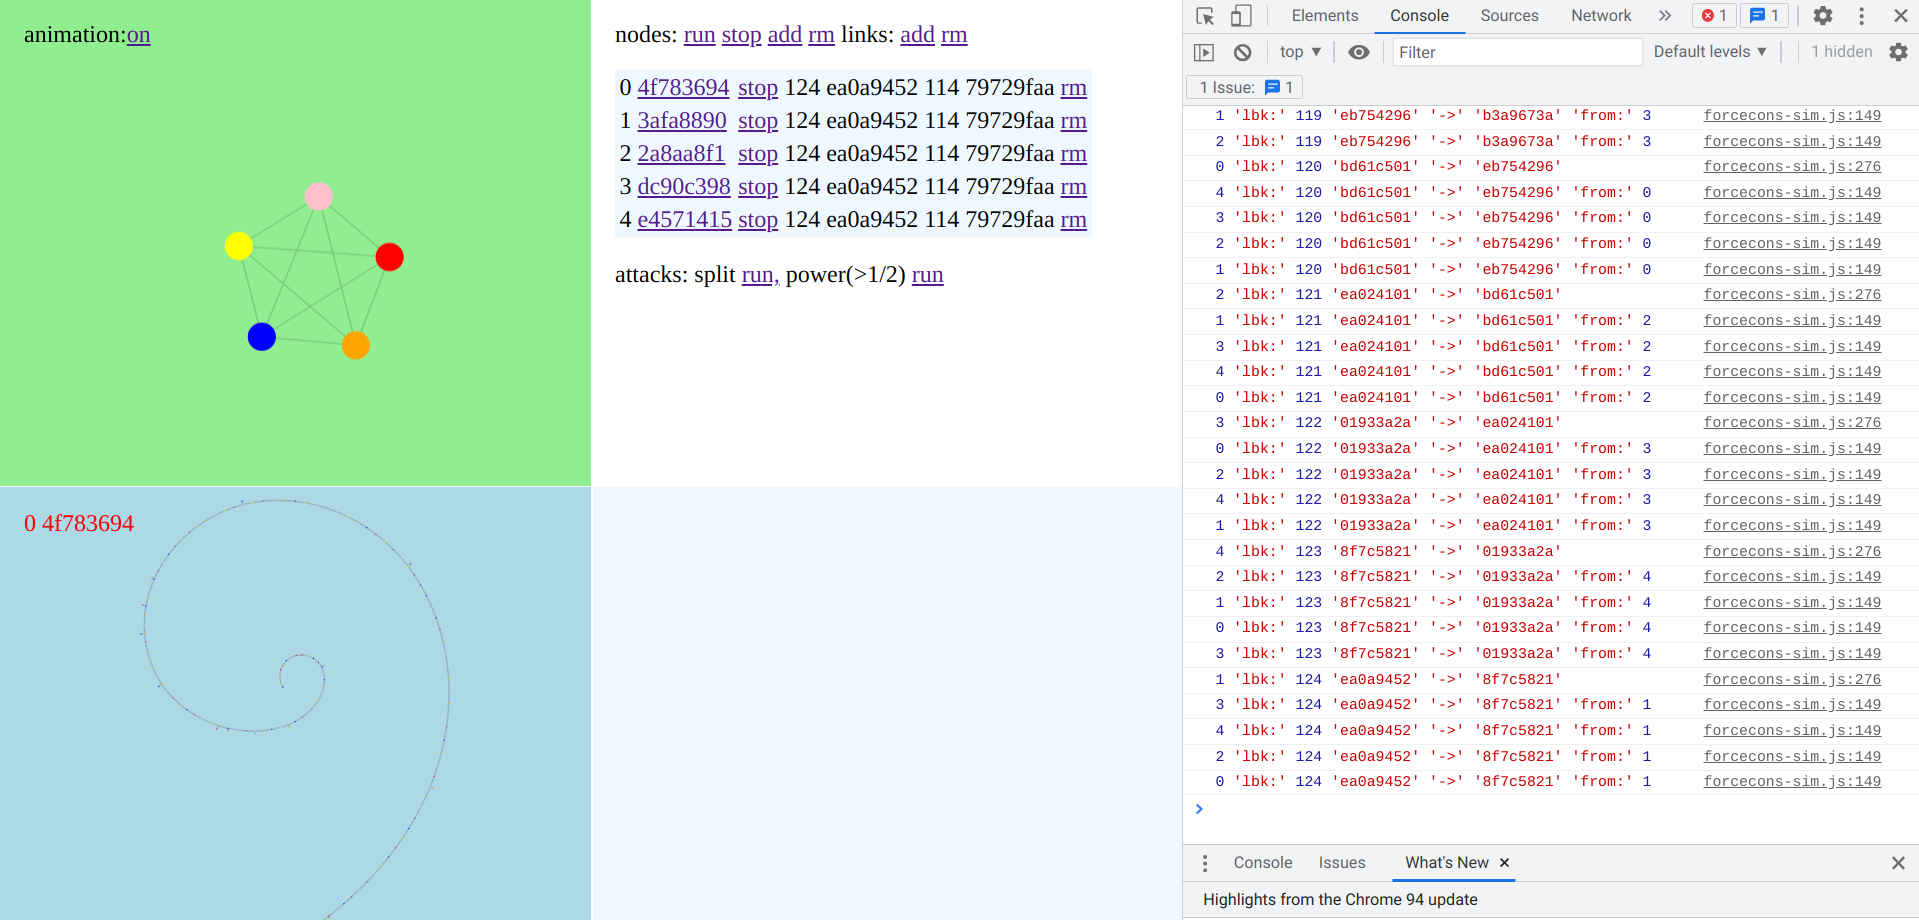 animation:on
nodes: run stop add rm links: add rm
0 4f783694 stop 124 ea0a9452 114 79729faa rm
1 3afa8890 stop 124 ea0a9452 114 79729faa rm
2 2a8aa8f1 stop 124 ea0a9452 114 79729faa rm
3 dc90c398 stop 124 ea0a9452 114 79729faa rm
4 e4571415 stop 124 ea0a9452 114 79729faa rm
attacks: split run, power(>1/2) run
0 4f783694
Elements Console Sources Network » 1 1
top ▼ Filter Default levels ▼ 1 hidden
1 Issue: 1
1 'lbk:' 119 'eb754296' '->' 'b3a9673a' 'from:' 3 forcecons-sim.js:149
2 'lbk:' 119 'eb754296' '->' 'b3a9673a' 'from:' 3 forcecons-sim.js:149
0 'lbk:' 120 'bd61c501' '->' 'eb754296' forcecons-sim.js:276
4 'lbk:' 120 'bd61c501' '->' 'eb754296' 'from:' 0 forcecons-sim.js:149
3 'lbk:' 120 'bd61c501' '->' 'eb754296' 'from:' 0 forcecons-sim.js:149
2 'lbk:' 120 'bd61c501' '->' 'eb754296' 'from:' 0 forcecons-sim.js:149
1 'lbk:' 120 'bd61c501' '->' 'eb754296' 'from:' 0 forcecons-sim.js:149
2 'lbk:' 121 'ea024101' '->' 'bd61c501' forcecons-sim.js:276
1 'lbk:' 121 'ea024101' '->' 'bd61c501' 'from:' 2 forcecons-sim.js:149
3 'lbk:' 121 'ea024101' '->' 'bd61c501' 'from:' 2 forcecons-sim.js:149
4 'lbk:' 121 'ea024101' '->' 'bd61c501' 'from:' 2 forcecons-sim.js:149
0 'lbk:' 121 'ea024101' '->' 'bd61c501' 'from:' 2 forcecons-sim.js:149
3 'lbk:' 122 '01933a2a' '->' 'ea024101' forcecons-sim.js:276
0 'lbk:' 122 '01933a2a' '->' 'ea024101' 'from:' 3 forcecons-sim.js:149
2 'lbk:' 122 '01933a2a' '->' 'ea024101' 'from:' 3 forcecons-sim.js:149
4 'lbk:' 122 '01933a2a' '->' 'ea024101' 'from:' 3 forcecons-sim.js:149
1 'lbk:' 122 '01933a2a' '->' 'ea024101' 'from:' 3 forcecons-sim.js:149
4 'lbk:' 123 '8f7c5821' '->' '01933a2a' forcecons-sim.js:276
2 'lbk:' 123 '8f7c5821' '->' '01933a2a' 'from:' 4 forcecons-sim.js:149
1 'lbk:' 123 '8f7c5821' '->' '01933a2a' 'from:' 4 forcecons-sim.js:149
0 'lbk:' 123 '8f7c5821' '->' '01933a2a' 'from:' 4 forcecons-sim.js:149
3 'lbk:' 123 '8f7c5821' '->' '01933a2a' 'from:' 4 forcecons-sim.js:149
1 'lbk:' 124 'ea0a9452' '->' '8f7c5821' forcecons-sim.js:276
3 'lbk:' 124 'ea0a9452' '->' '8f7c5821' 'from:' 1 forcecons-sim.js:149
4 'lbk:' 124 'ea0a9452' '->' '8f7c5821' 'from:' 1 forcecons-sim.js:149
2 'lbk:' 124 'ea0a9452' '->' '8f7c5821' 'from:' 1 forcecons-sim.js:149
0 'lbk:' 124 'ea0a9452' '->' '8f7c5821' 'from:' 1 forcecons-sim.js:149
>
Console Issues What's New ×
Highlights from the Chrome 94 update